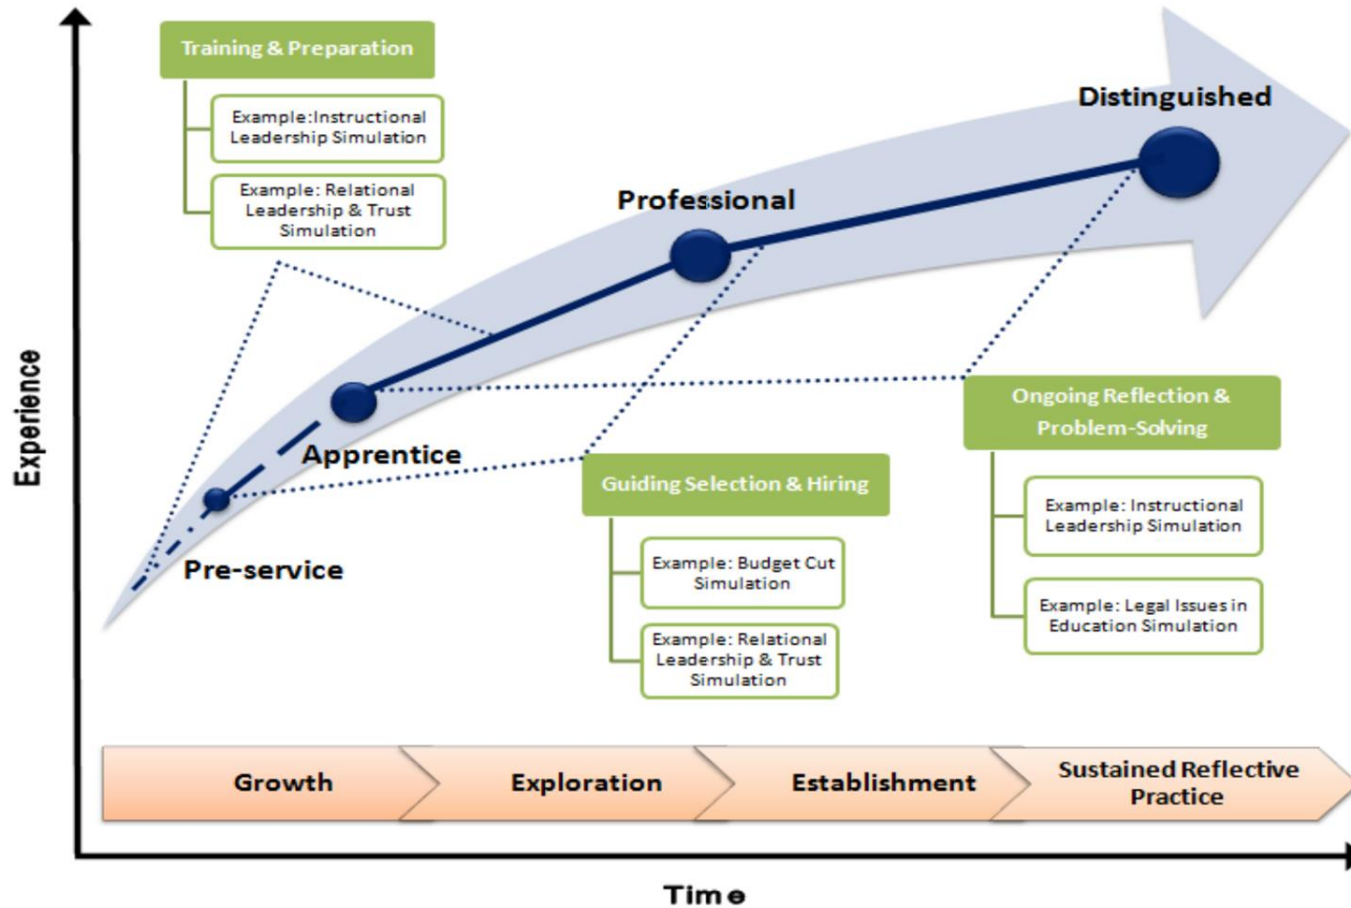 Training & Preparation
Example:Instructional
Leadership Simulation
Example: Relational
Leadership & Trust
Simulation
Distinguished
Professional
Apprentice
Pre-service
Experience
Guiding Selection & Hiring
Example: Budget Cut
Simulation
Example: Relational
Leadership & Trust
Simulation
Ongoing Reflection &
Problem-Solving
Example: Instructional
Leadership Simulation
Example: Legal Issues in
Education Simulation
Growth
Exploration
Establishment
Sustained Reflective
Practice
Time